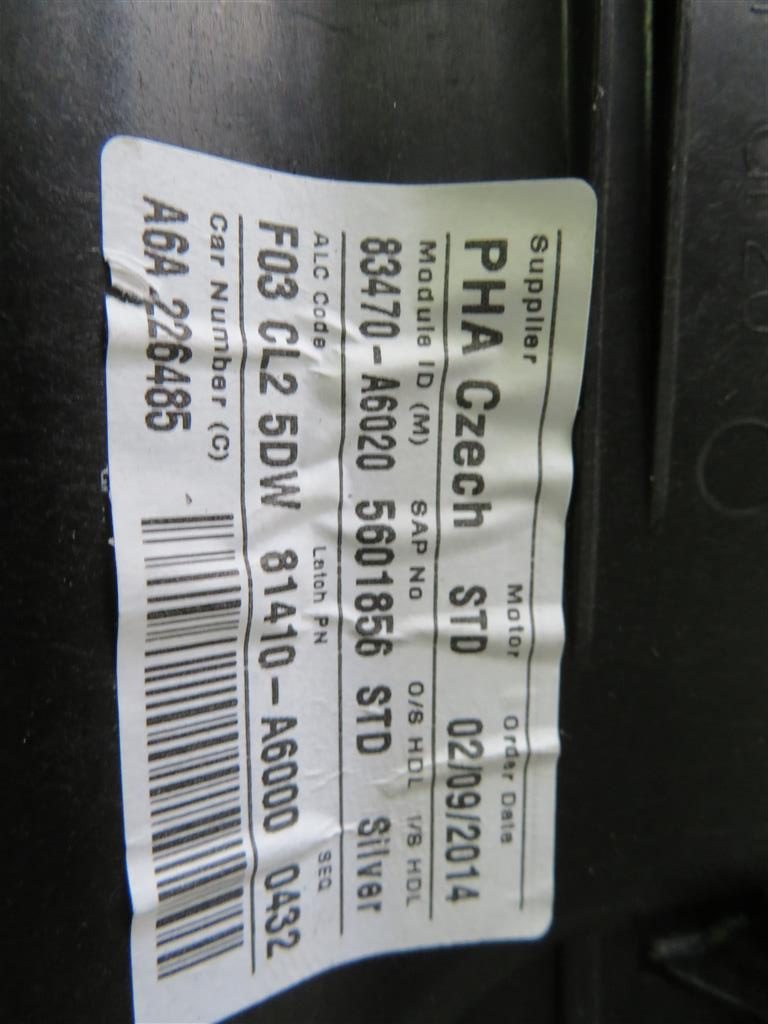 Supplier Motor Order Date
PHA Czech STD 02/09/2014
Module ID (M) SAP No O/S HDL I/S HDL
83470-A6020 5601856 STD Silver
ALC Code Latch PN SEQ
F03 CL2 5DW 81410-A6000 0432
Car Number (C)
A6A 226485